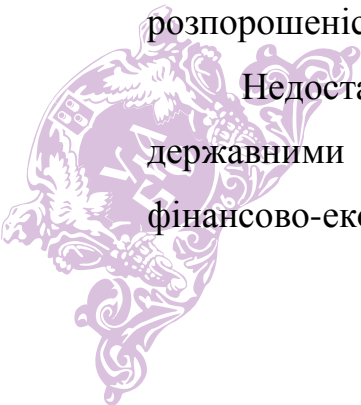 розпорошеніс
Недоста
державними
фінансово-еко